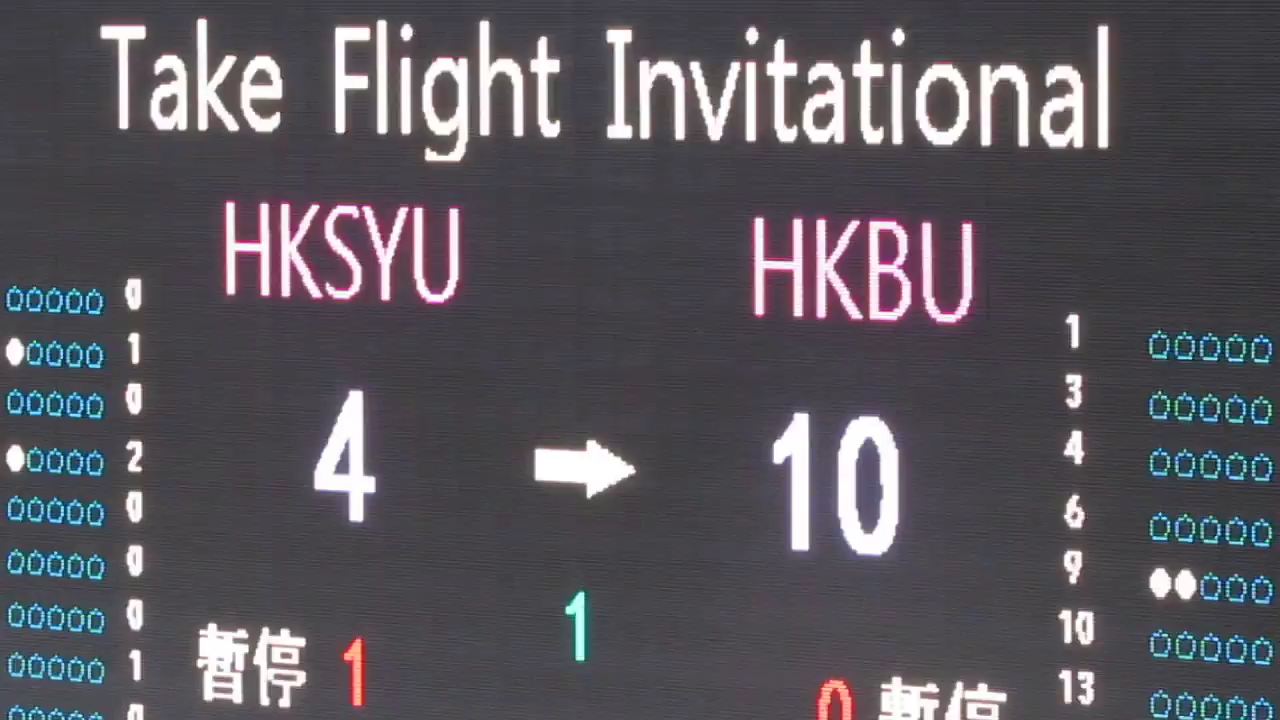 Take Flight Invitational
HKSYU HKBU
0 1
1 3
0 4
2 6
4 10
0 9
0 10
0 13
1
1
暫停 1
0 暫停